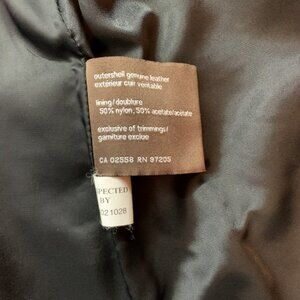 outershell genuine leather
extérieur cuir véritable
lining/doublure
50% nylon, 50% acetate/acétate
exclusive of trimmings/
garniture exclue
CA 02558 RN 97205
PECTED
BY
021028